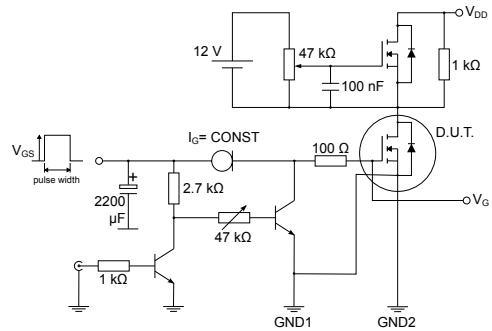 V_DD
12 V
47 kΩ
1 kΩ
100 nF
D.U.T.
I_G= CONST
V_GS
100 Ω
pulse width
2.7 kΩ
2200
µF
V_G
47 kΩ
1 kΩ
GND1
GND2